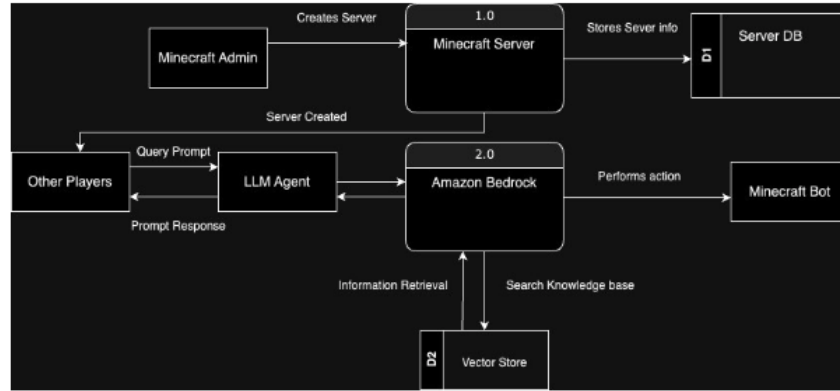 1.0
Creates Server
Minecraft Admin
Minecraft Server
Stores Sever info
D1
Server DB
Server Created
2.0
Other Players
Query Prompt
LLM Agent
Amazon Bedrock
Performs action
Minecraft Bot
Prompt Response
Information Retrieval
Search Knowledge base
D2
Vector Store